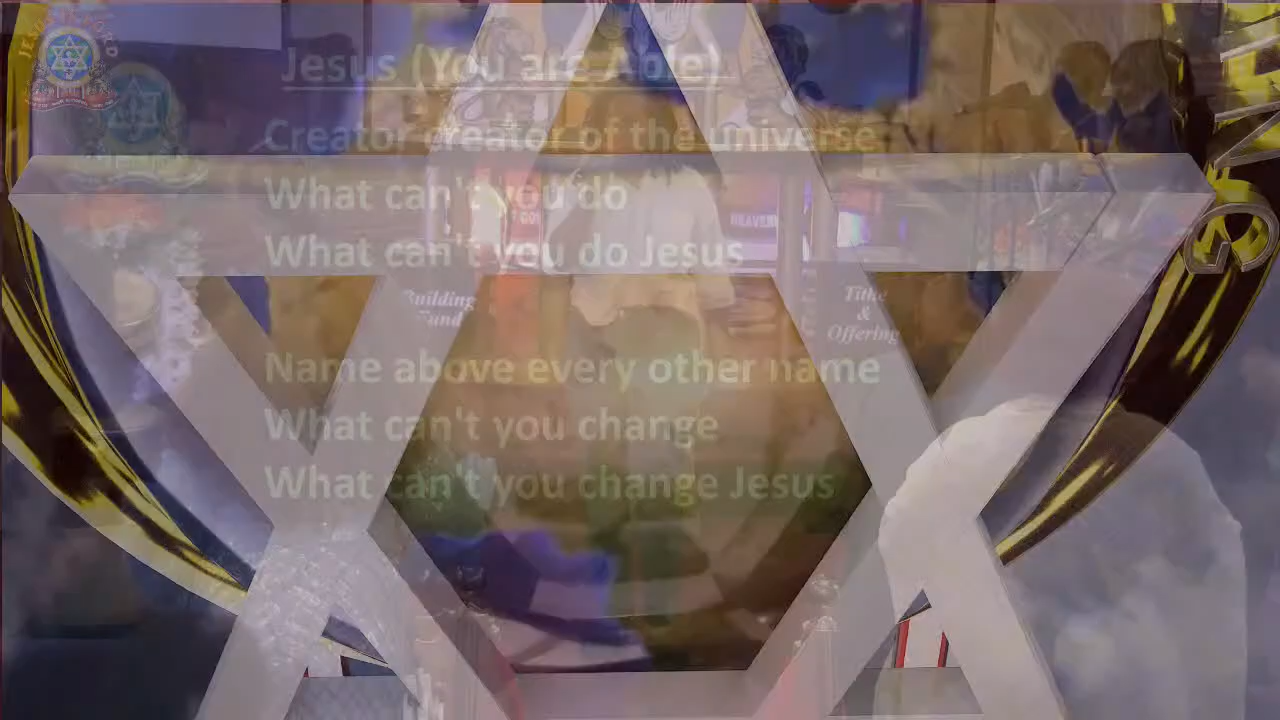 Jesus (You are Able)
Creator creator of the universe
What can't you do
What can't you do Jesus
Building
Fund
Tithe
&
Offering
Name above every other name
What can't you change
What can't you change Jesus